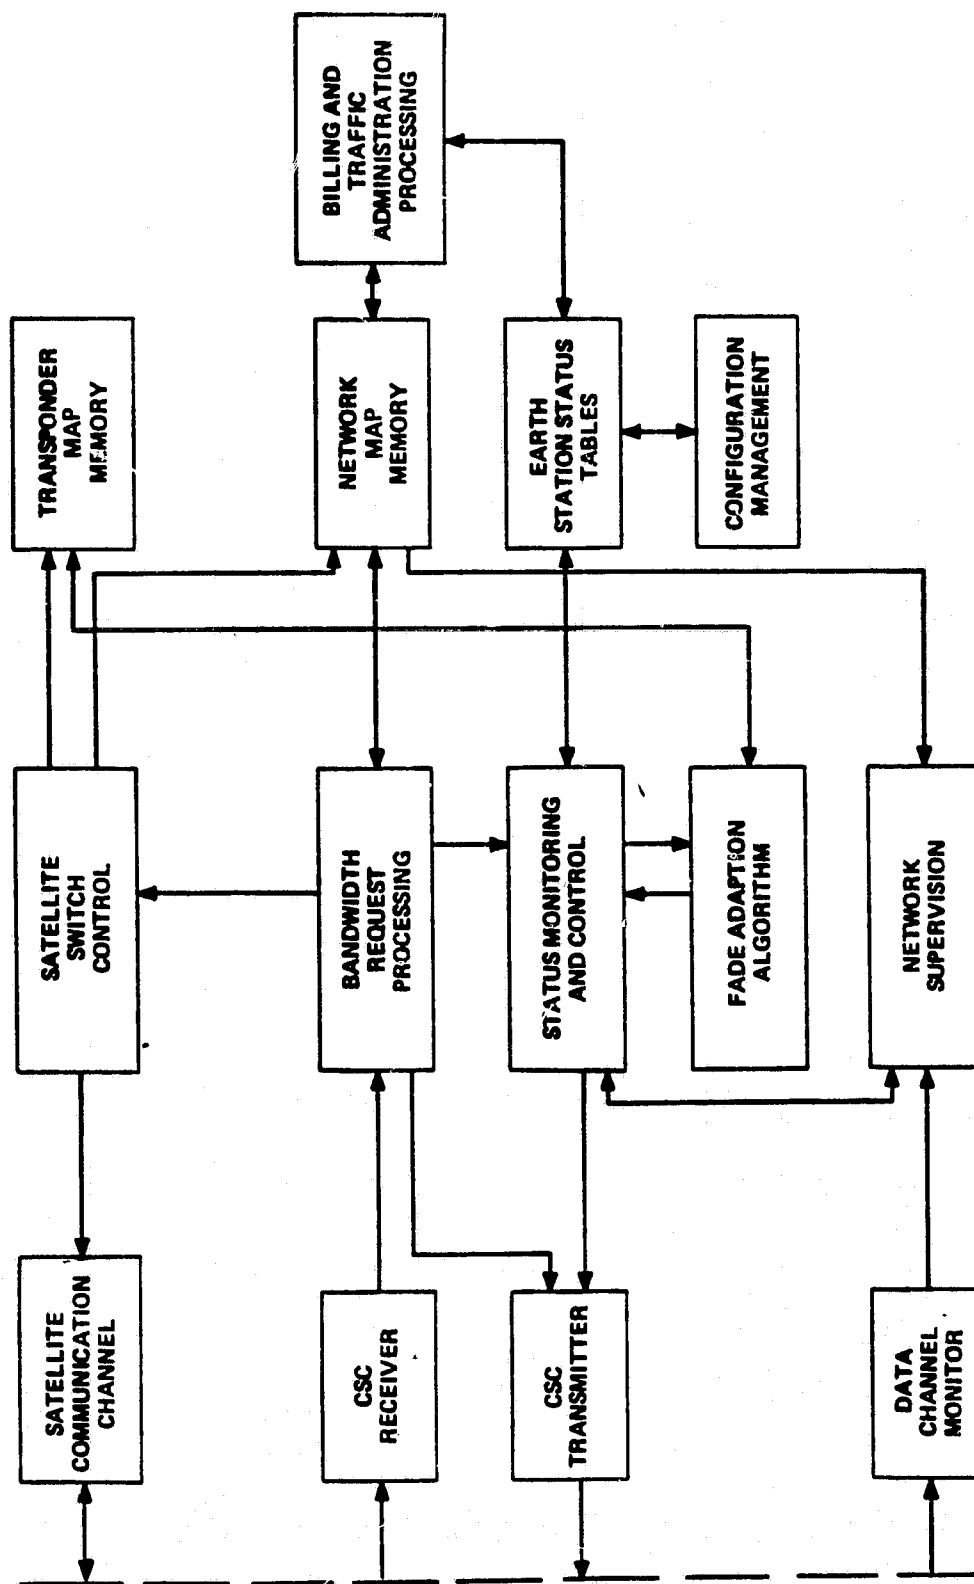 SATELLITE
COMMUNICATION
CHANNEL
SATELLITE
SWITCH
CONTROL
TRANSPONDER
MAP
MEMORY
CSC
RECEIVER
BANDWIDTH
REQUEST
PROCESSING
NETWORK
MAP
MEMORY
BILLING AND
TRAFFIC
ADMINISTRATION
PROCESSING
CSC
TRANSMITTER
STATUS MONITORING
AND CONTROL
EARTH
STATION STATUS
TABLES
FADE ADAPTION
ALGORITHM
CONFIGURATION
MANAGEMENT
DATA
CHANNEL
MONITOR
NETWORK
SUPERVISION